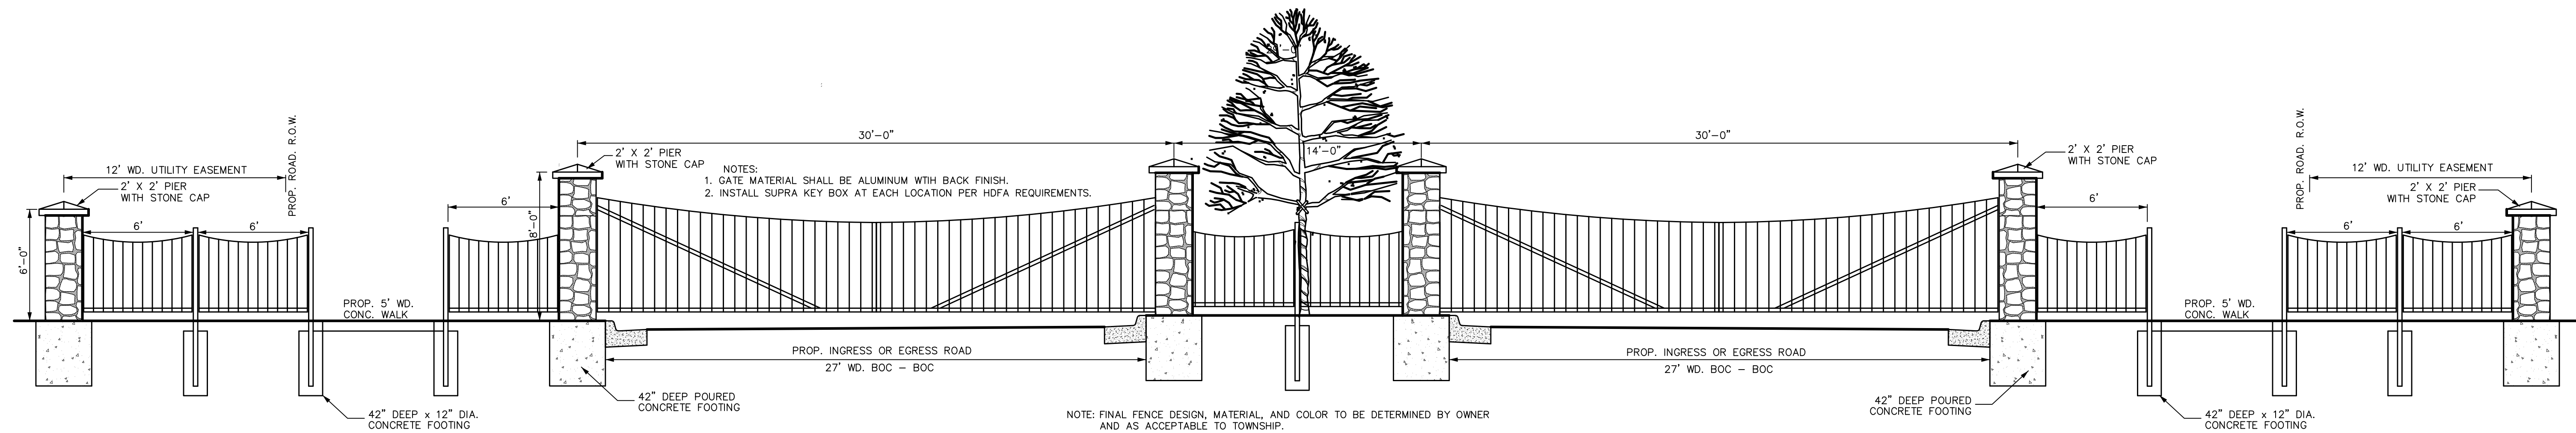 30'-0"
14'-0"
30'-0"
12' WD. UTILITY EASEMENT
2' X 2' PIER
WITH STONE CAP
PROP. ROAD. R.O.W.
6'-0"
6'
6'
PROP. 5' WD.
CONC. WALK
6'
8'-0"
2' X 2' PIER
WITH STONE CAP
NOTES:
1. GATE MATERIAL SHALL BE ALUMINUM WTIH BACK FINISH.
2. INSTALL SUPRA KEY BOX AT EACH LOCATION PER HDFA REQUIREMENTS.
PROP. INGRESS OR EGRESS ROAD
27' WD. BOC – BOC
42" DEEP x 12" DIA.
CONCRETE FOOTING
42" DEEP POURED
CONCRETE FOOTING
NOTE: FINAL FENCE DESIGN, MATERIAL, AND COLOR TO BE DETERMINED BY OWNER
AND AS ACCEPTABLE TO TOWNSHIP.
PROP. INGRESS OR EGRESS ROAD
27' WD. BOC – BOC
42" DEEP POURED
CONCRETE FOOTING
2' X 2' PIER
WITH STONE CAP
6'
PROP. 5' WD.
CONC. WALK
42" DEEP x 12" DIA.
CONCRETE FOOTING
PROP. ROAD. R.O.W.
12' WD. UTILITY EASEMENT
2' X 2' PIER
WITH STONE CAP
6'
6'